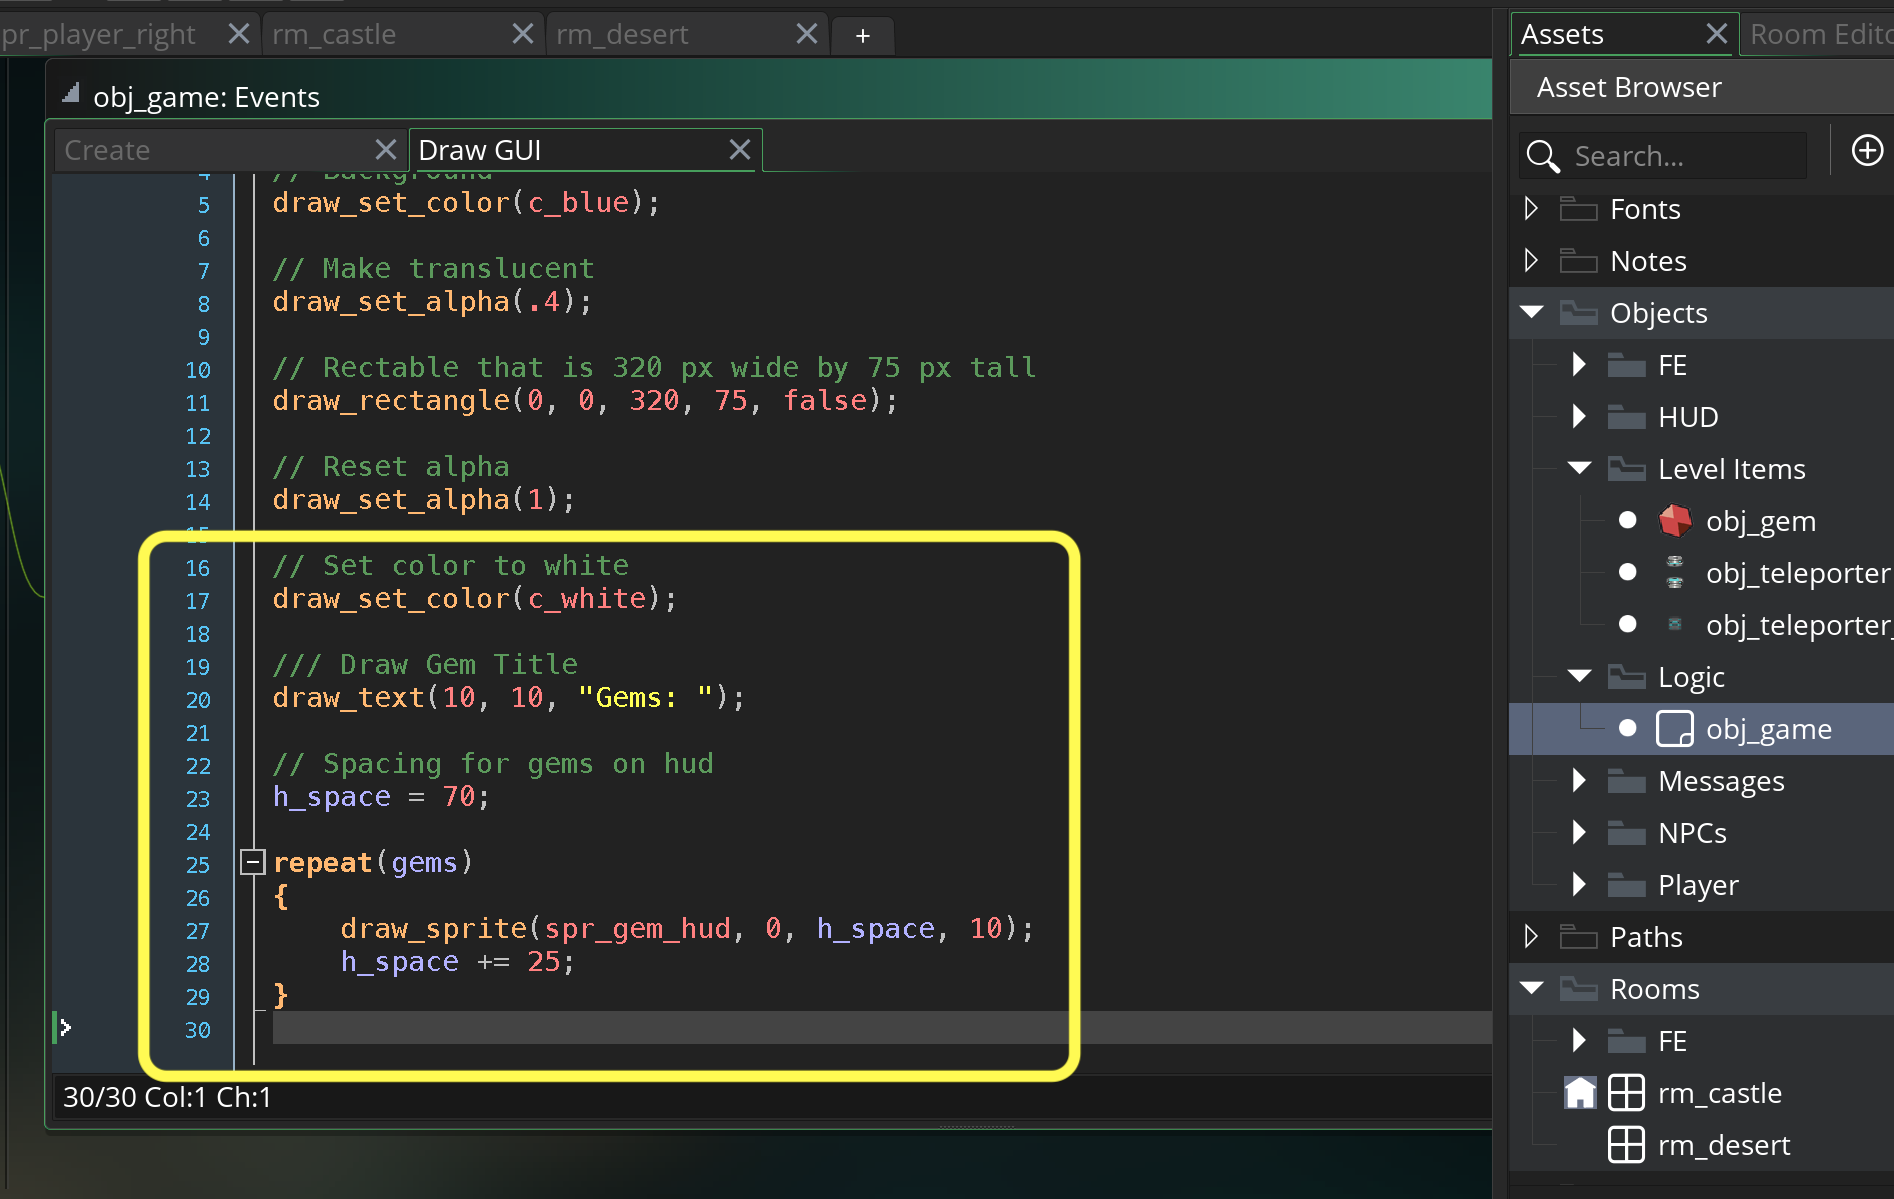 pr_player_right
rm_castle
rm_desert
+
obj_game: Events
Create
Draw GUI
4 // Background
5 draw_set_color(c_blue);
6
7 // Make translucent
8 draw_set_alpha(.4);
9
10 // Rectable that is 320 px wide by 75 px tall
11 draw_rectangle(0, 0, 320, 75, false);
12
13 // Reset alpha
14 draw_set_alpha(1);
15
16 // Set color to white
17 draw_set_color(c_white);
18
19 /// Draw Gem Title
20 draw_text(10, 10, "Gems: ");
21
22 // Spacing for gems on hud
23 h_space = 70;
24
25 repeat(gems)
26 {
27 draw_sprite(spr_gem_hud, 0, h_space, 10);
28 h_space += 25;
29 }
30
30/30 Col:1 Ch:1
Assets
Room Edito
Asset Browser
Search...
Fonts
Notes
Objects
FE
HUD
Level Items
obj_gem
obj_teleporter
obj_teleporter_
Logic
obj_game
Messages
NPCs
Player
Paths
Rooms
FE
rm_castle
rm_desert